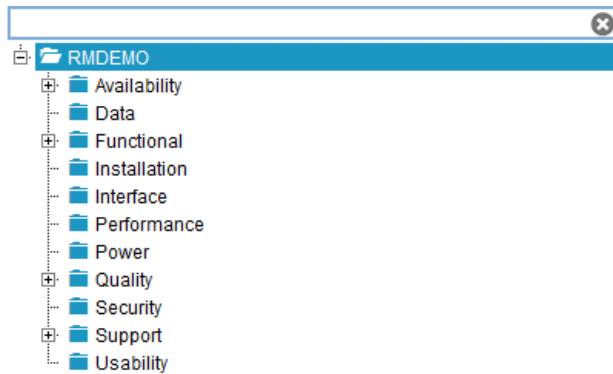 RMDEMO
Availability
Data
Functional
Installation
Interface
Performance
Power
Quality
Security
Support
Usability